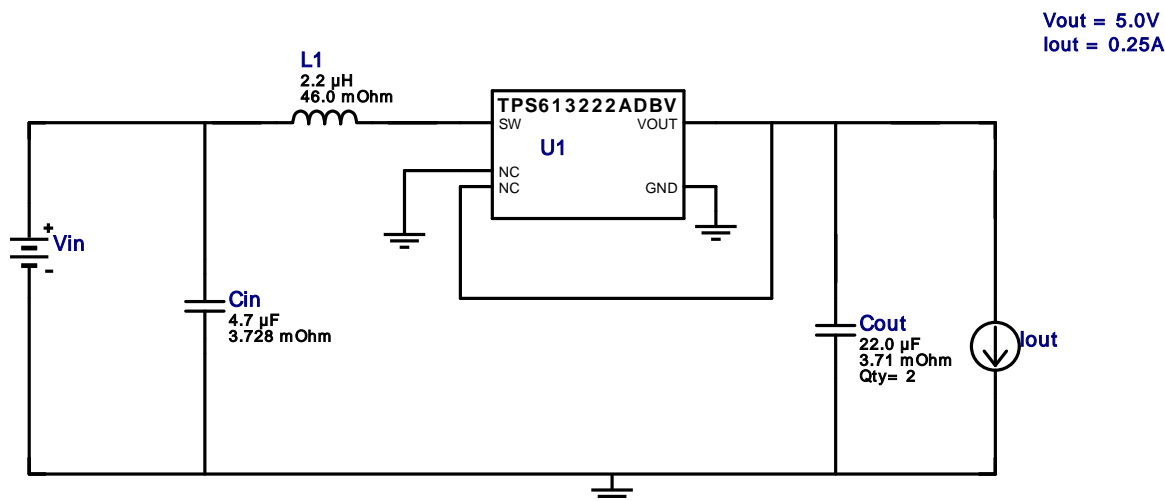 Vout = 5.0V
Iout = 0.25A
L1
2.2 µH
46.0 mOhm
TPS613222ADBV
SW
VOUT
U1
NC
NC
GND
+
Vin
-
Cin
4.7 µF
3.728 mOhm
Cout
22.0 µF
3.71 mOhm
Qty= 2
Iout